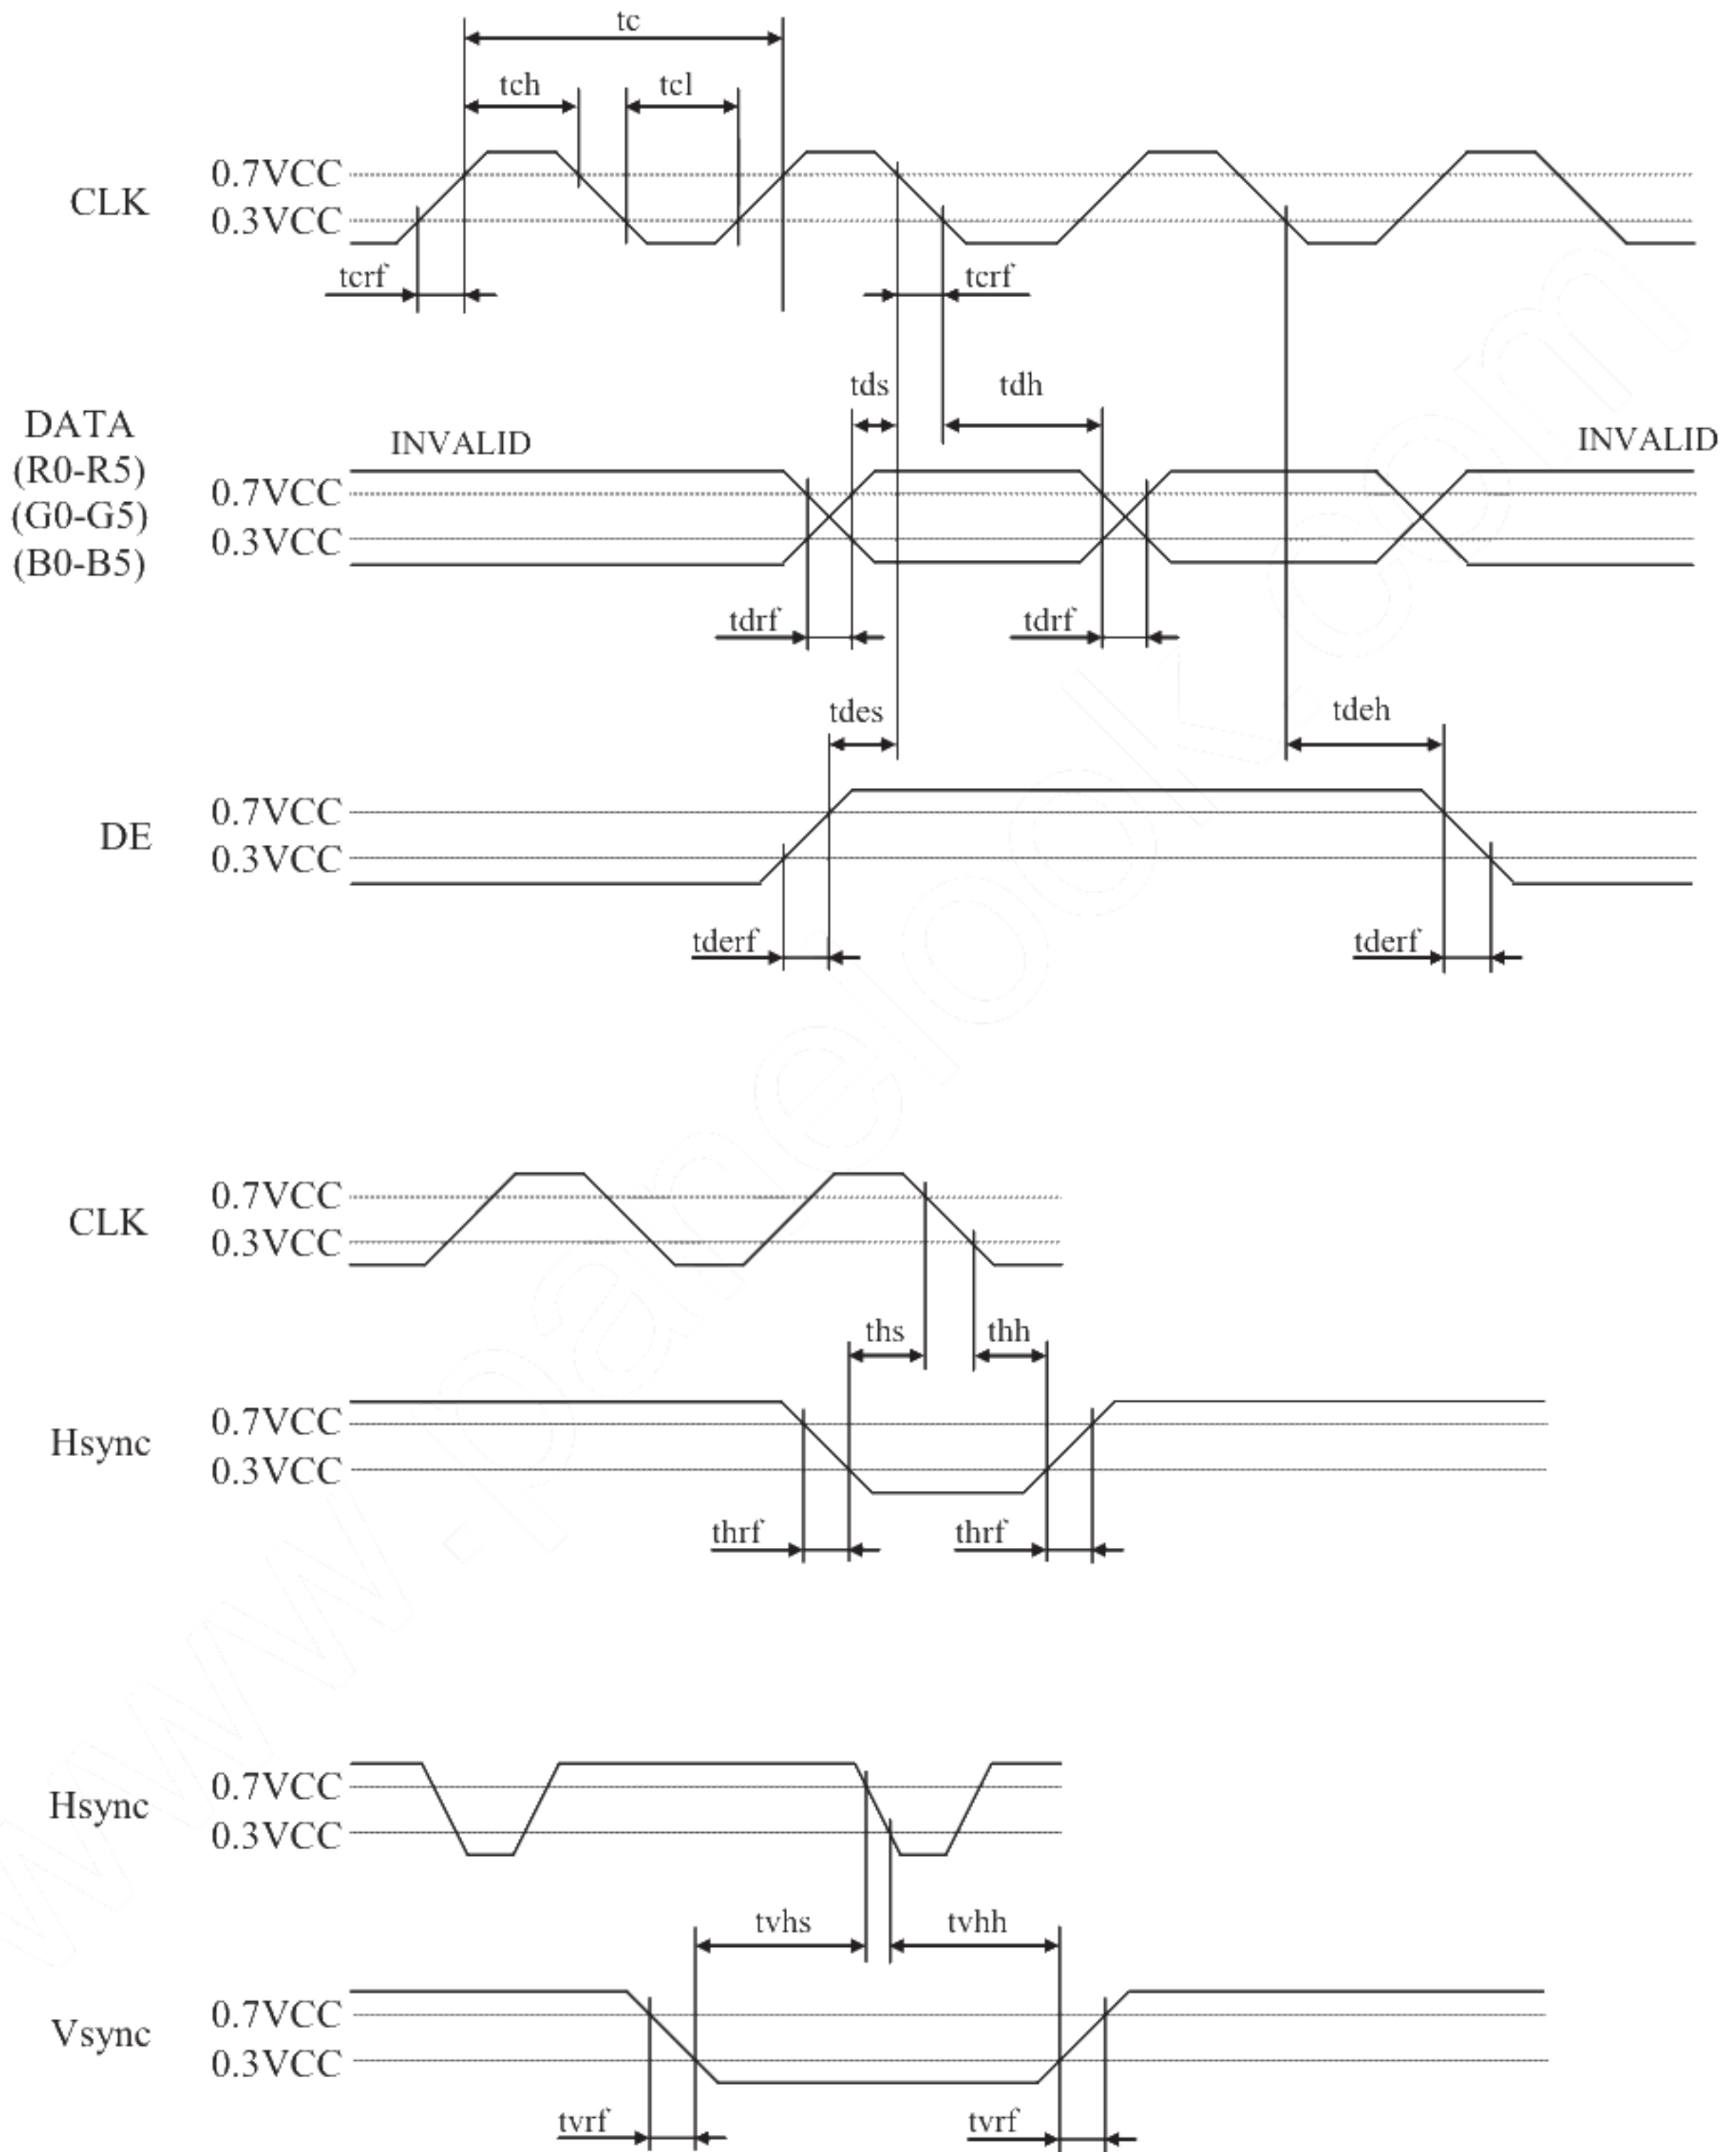 tc
tch tcl
0.7VCC
CLK
0.3VCC
tcrf tcrf
tds tdh
DATA
INVALID INVALID
(R0-R5)
0.7VCC
(G0-G5)
0.3VCC
(B0-B5)
tdrf tdrf
tdes tdeh
0.7VCC
DE
0.3VCC
tderf tderf
0.7VCC
CLK
0.3VCC
ths thh
0.7VCC
Hsync
0.3VCC
thrf thrf
0.7VCC
Hsync
0.3VCC
tvhs tvhh
0.7VCC
Vsync
0.3VCC
tvrf tvrf
www.panelook.com